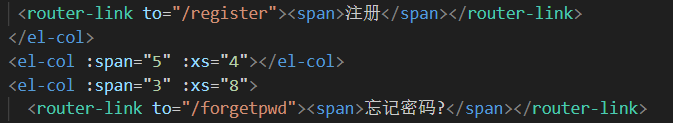 <router-link to="/register"><span>注册</span></router-link>
</el-col>
<el-col :span="5" :xs="4"></el-col>
<el-col :span="3" :xs="8">
<router-link to="/forgetpwd"><span>忘记密码?</span></router-link>